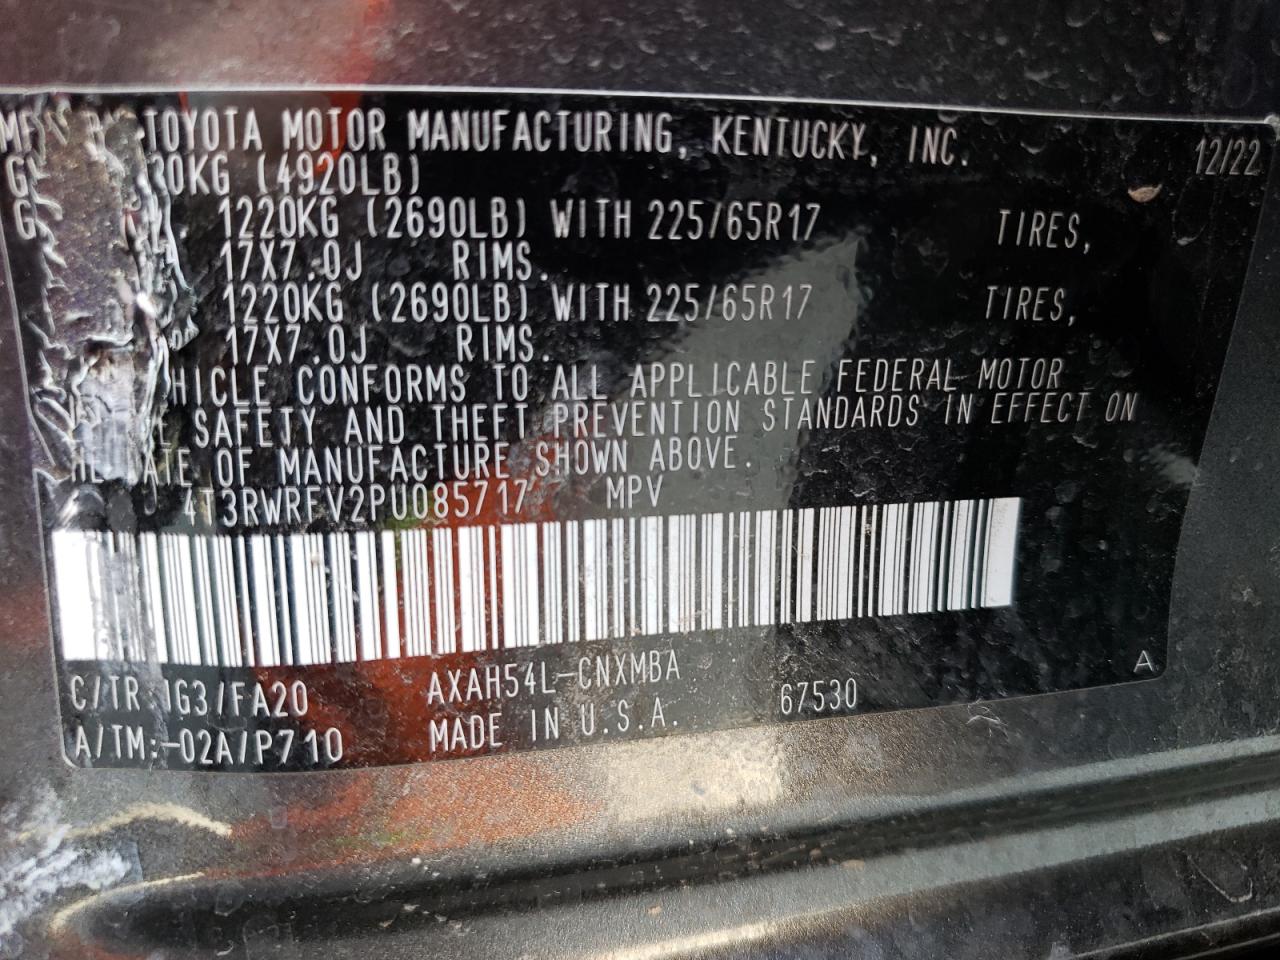 TOYOTA MOTOR MANUFACTURING, KENTUCKY, INC. 12/22
0KG (4920LB)
1220KG (2690LB) WITH 225/65R17 TIRES,
17X7.0J RIMS.
1220KG (2690LB) WITH 225/65R17 TIRES,
17X7.0J RIMS.
HICLE CONFORMS TO ALL APPLICABLE FEDERAL MOTOR
SAFETY AND THEFT PREVENTION STANDARDS IN EFFECT ON
OF MANUFACTURE SHOWN ABOVE.
4T3RWRFV2PU085717 MPV
C/TR:1G3/FA20 AXAH54L-CNXMBA A
A/TM:-02A/P710 MADE IN U.S.A. 67530